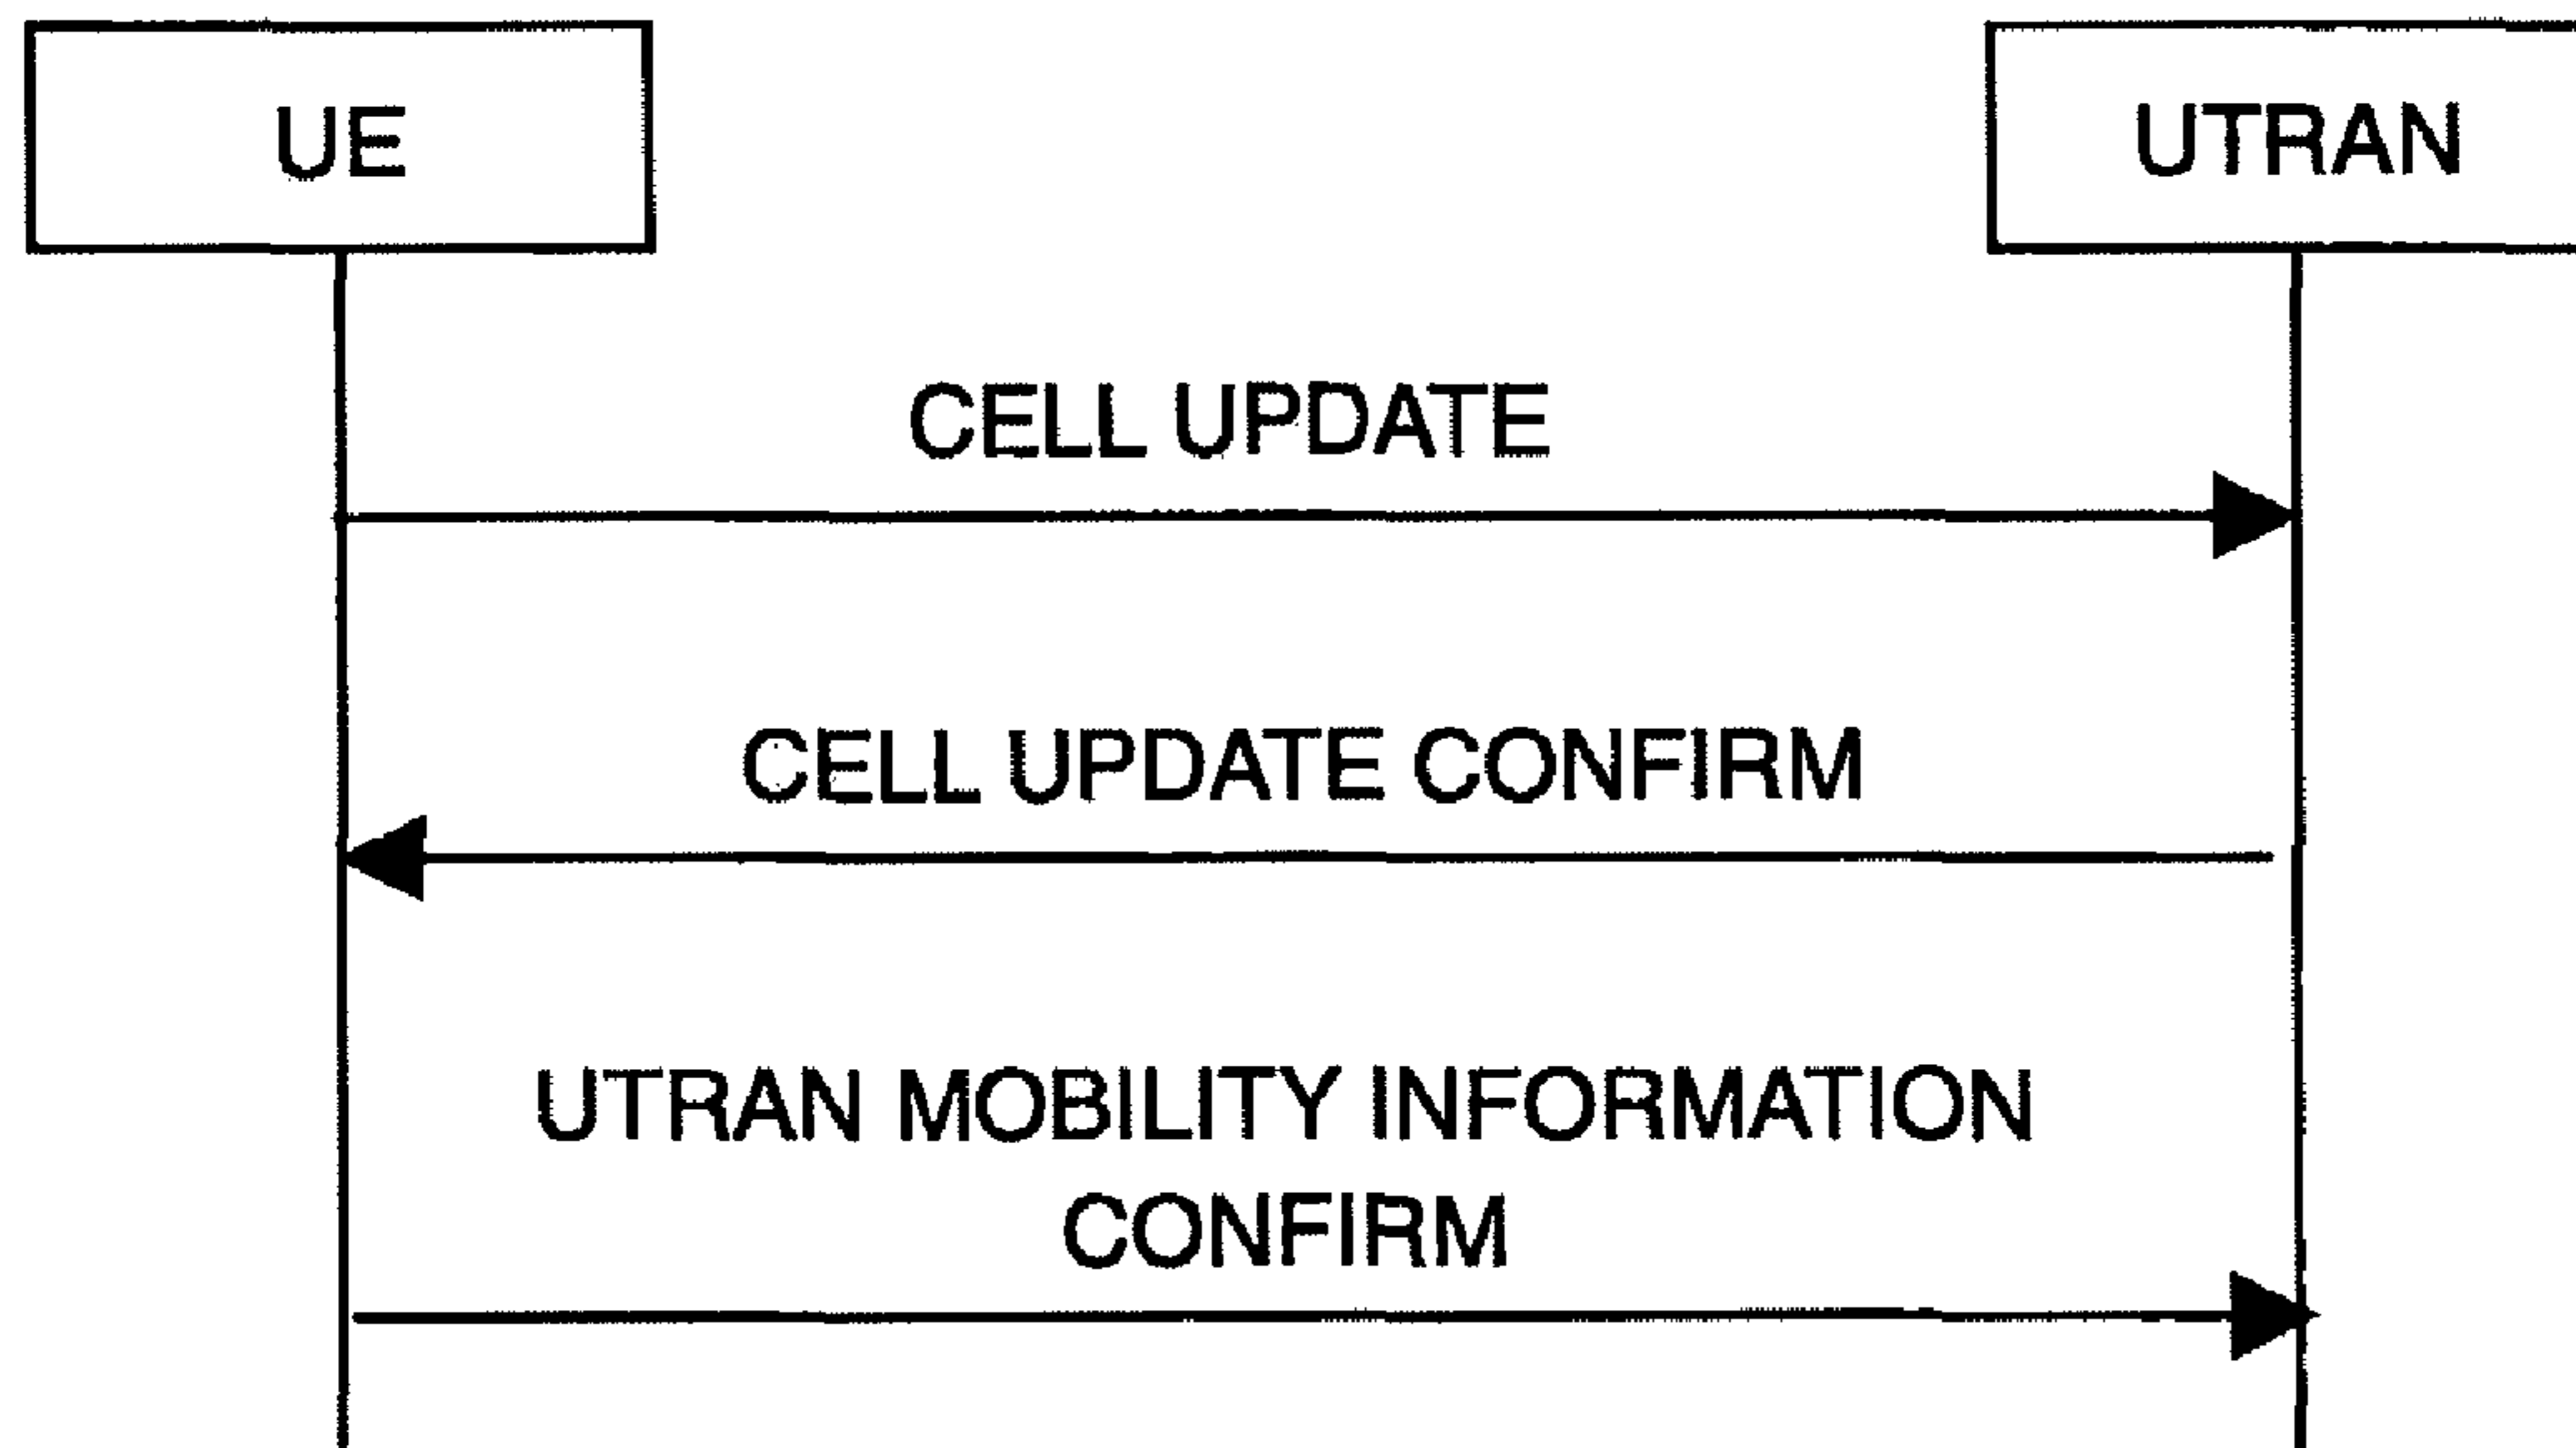 UE
UTRAN
CELL UPDATE
CELL UPDATE CONFIRM
UTRAN MOBILITY INFORMATION
CONFIRM